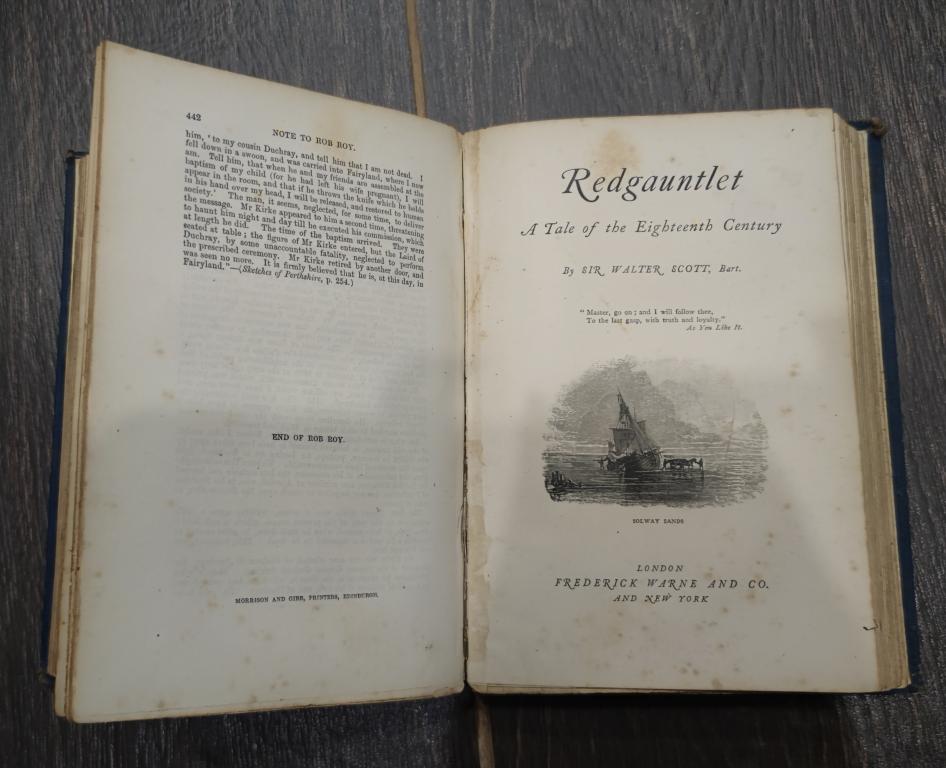 442
NOTE TO ROB ROY.
him, 'to my cousin Duchray, and tell him that I am not dead. I
fell down in a swoon, and was carried into Fairyland, where I now
am. Tell him, that when he and my friends are assembled at the
baptism of my child (for he had left his wife pregnant), I will
appear in the room, and that if he throws the knife which he holds
in his hand over my head, I will be released, and restored to human
society.' The man, it seems, neglected, for some time, to deliver
the message. Mr Kirke appeared to him a second time, threatening
to haunt him night and day till he executed his commission, which
at length he did. The time of the baptism arrived. They were
seated at table; the figure of Mr Kirke entered, but the Laird of
Duchray, by some unaccountable fatality, neglected to perform
the prescribed ceremony. Mr Kirke retired by another door, and
was seen no more. It is firmly believed that he is, at this day, in
Fairyland."—(Sketches of Perthshire, p. 254.)
END OF ROB ROY.
MORRISON AND GIBB, PRINTERS, EDINBURGH.
Redgauntlet
A Tale of the Eighteenth Century
By SIR WALTER SCOTT, Bart.
"Master, go on; and I will follow thee,
To the last gasp, with truth and loyalty."
As You Like It.
SOLWAY SANDS
LONDON
FREDERICK WARNE AND CO.
AND NEW YORK